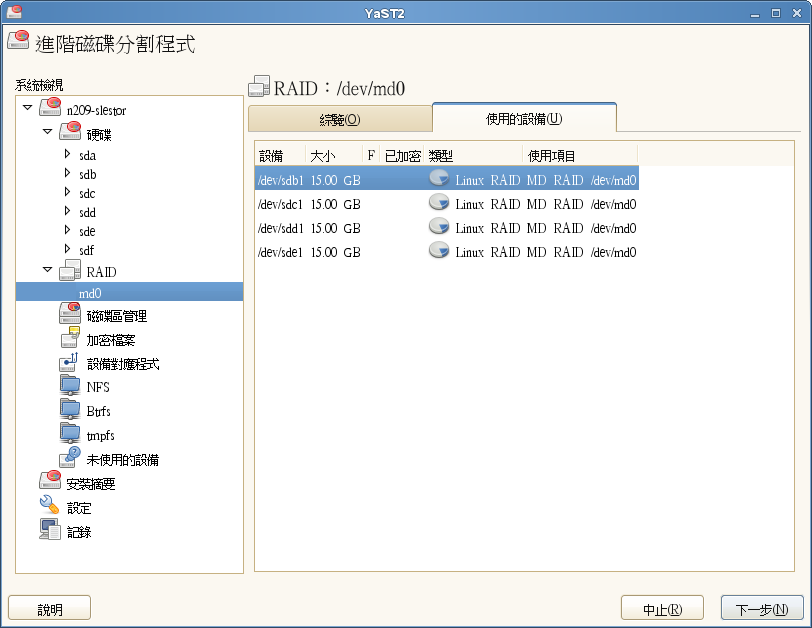 YaST2
進階磁碟分割程式
系統檢視
n209-slestor
硬碟
sda
sdb
sdc
sdd
sde
sdf
RAID
md0
磁碟區管理
加密檔案
設備對應程式
NFS
Btrfs
tmpfs
未使用的設備
安裝摘要
設定
記錄
RAID：/dev/md0
綜覽(O) 使用的設備(U)
設備 大小 F 已加密 類型 使用項目
/dev/sdb1 15.00 GB Linux RAID MD RAID /dev/md0
/dev/sdc1 15.00 GB Linux RAID MD RAID /dev/md0
/dev/sdd1 15.00 GB Linux RAID MD RAID /dev/md0
/dev/sde1 15.00 GB Linux RAID MD RAID /dev/md0
說明 中止(R) 下一步(N)